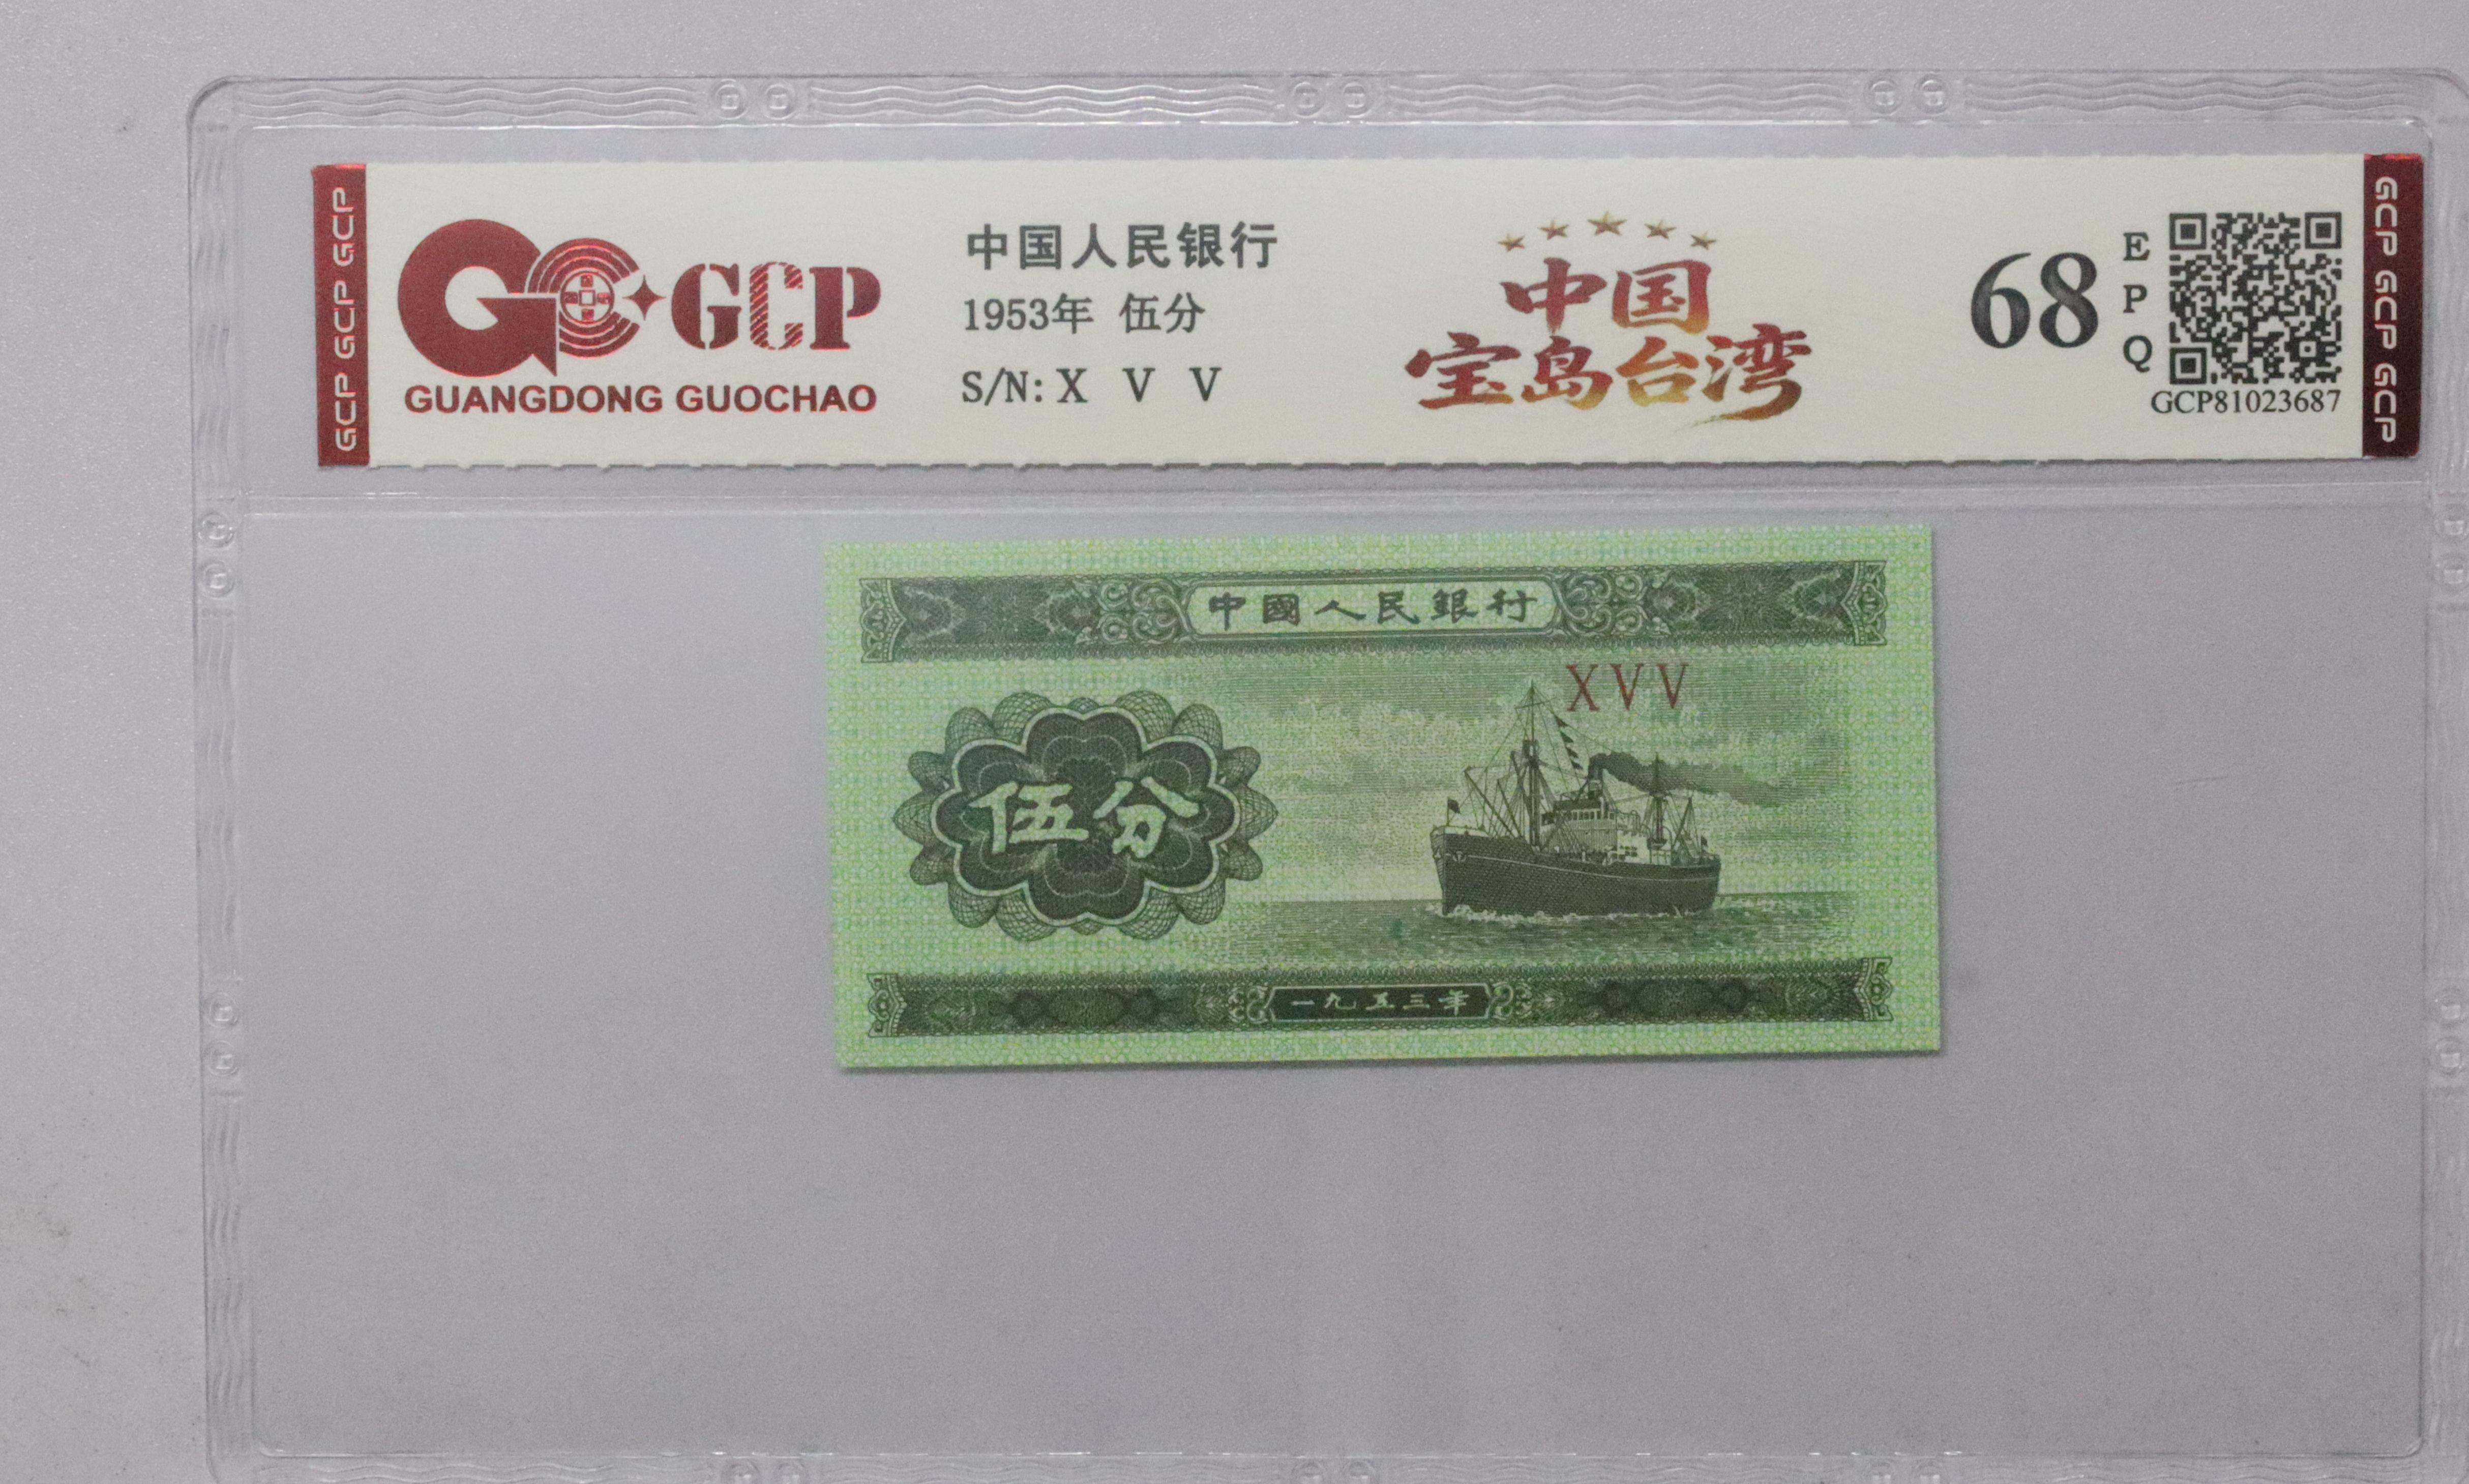 GCP GCP GCP
GCP
GUANGDONG GUOCHAO
中国人民银行
1953年 伍分
S/N: X V V
中国
宝岛台湾
68
E
P
Q
GCP81023687
GCP GCP GCP
中國人民銀行
XVV
伍分
一九五三年